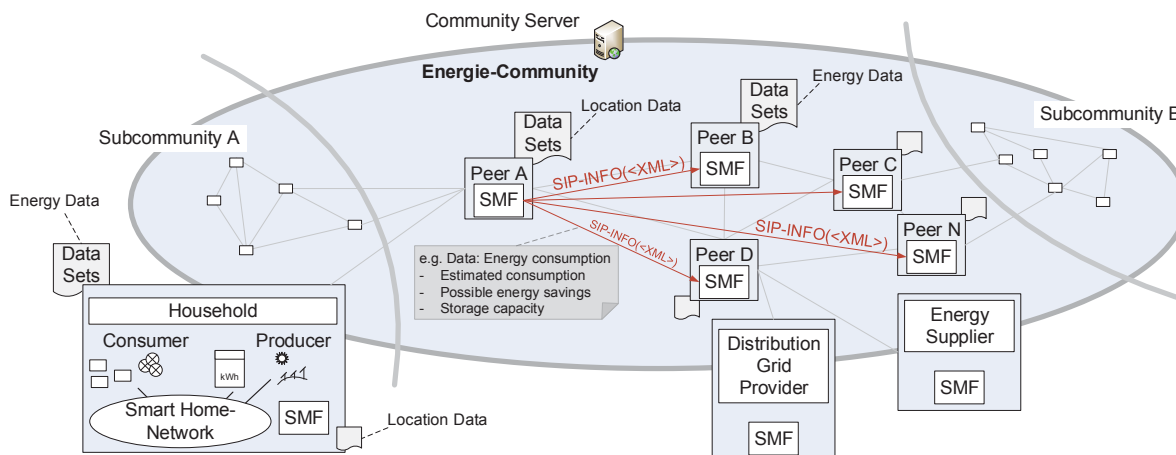 Community Server
Energie-Community
Energy Data
Data
Sets
Location Data
Data
Sets
Subcommunity A
Subcommunity B
Peer A
SMF
Peer B
SMF
Peer C
SMF
Peer N
SMF
Peer D
SMF
SIP-INFO(<XML>)
SIP-INFO(<XML>)
SIP-INFO(<XML>)
e.g. Data: Energy consumption
- Estimated consumption
- Possible energy savings
- Storage capacity
Energy Data
Data
Sets
Household
Consumer
Producer
kWh
Smart Home-
Network
SMF
Location Data
Distribution
Grid
Provider
SMF
Energy
Supplier
SMF